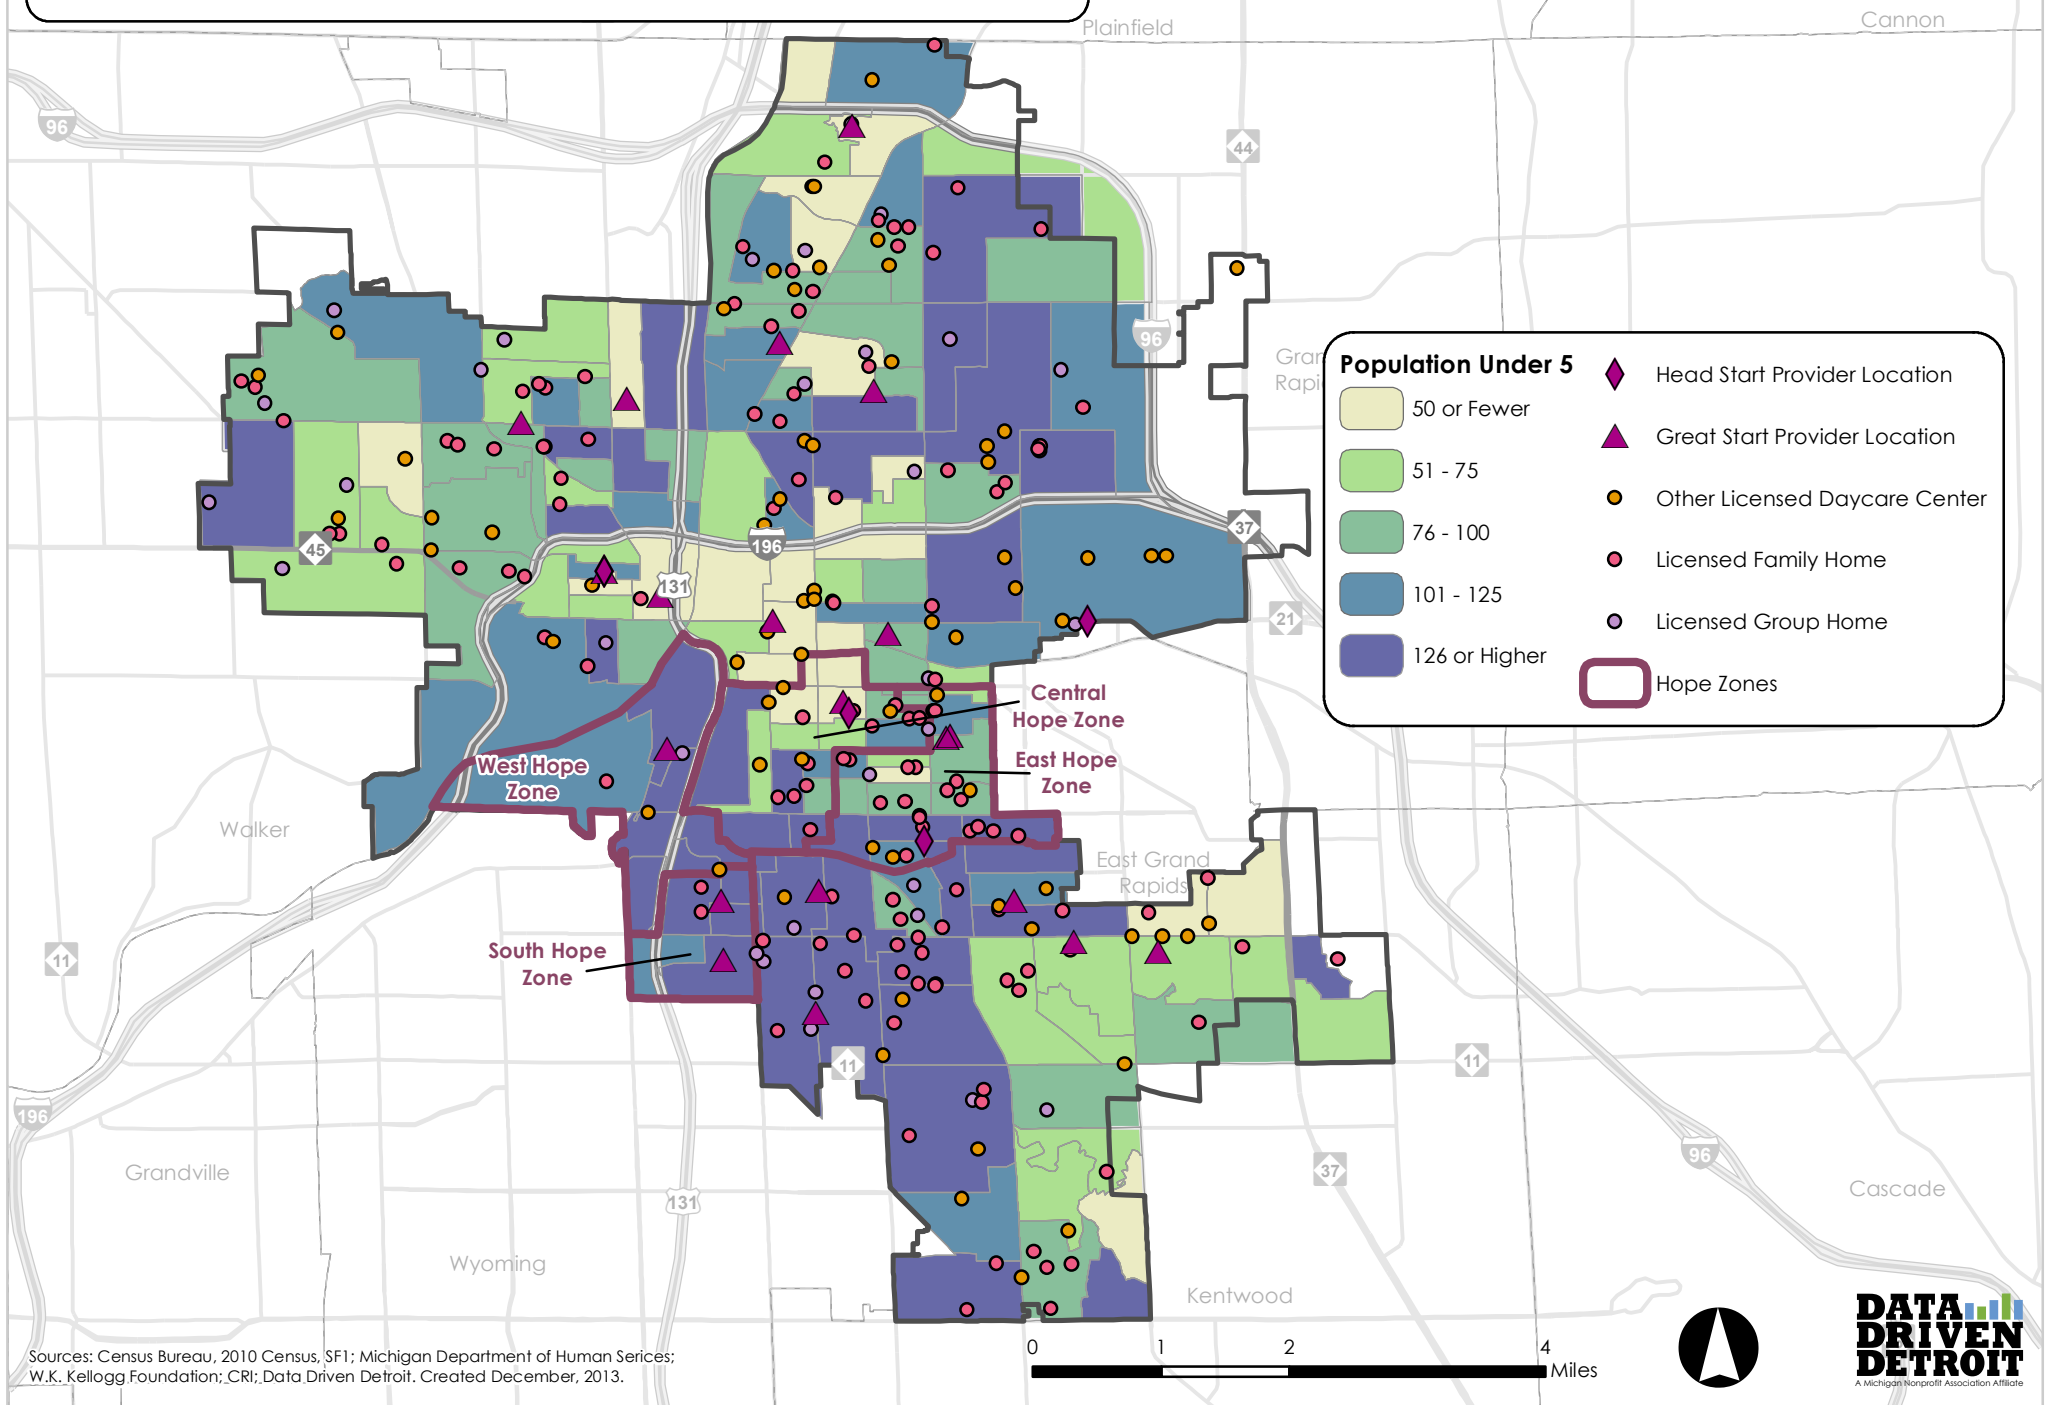 Plainfield
Cannon
96
44
96
Population Under 5
50 or Fewer
51 - 75
76 - 100
101 - 125
126 or Higher
Head Start Provider Location
Great Start Provider Location
Other Licensed Daycare Center
Licensed Family Home
Licensed Group Home
Hope Zones
37
45
196
131
21
Central
Hope Zone
East Hope
Zone
West Hope
Zone
Walker
East Grand
Rapids
South Hope
Zone
11
11
11
196
Grandville
37
96
131
Cascade
Wyoming
Kentwood
0 1 2 4
Miles
Sources: Census Bureau, 2010 Census, SF1; Michigan Department of Human Serices;
W.K. Kellogg Foundation; CRI; Data Driven Detroit. Created December, 2013.
DATA
DRIVEN
DETROIT
A Michigan Nonprofit Association Affiliate